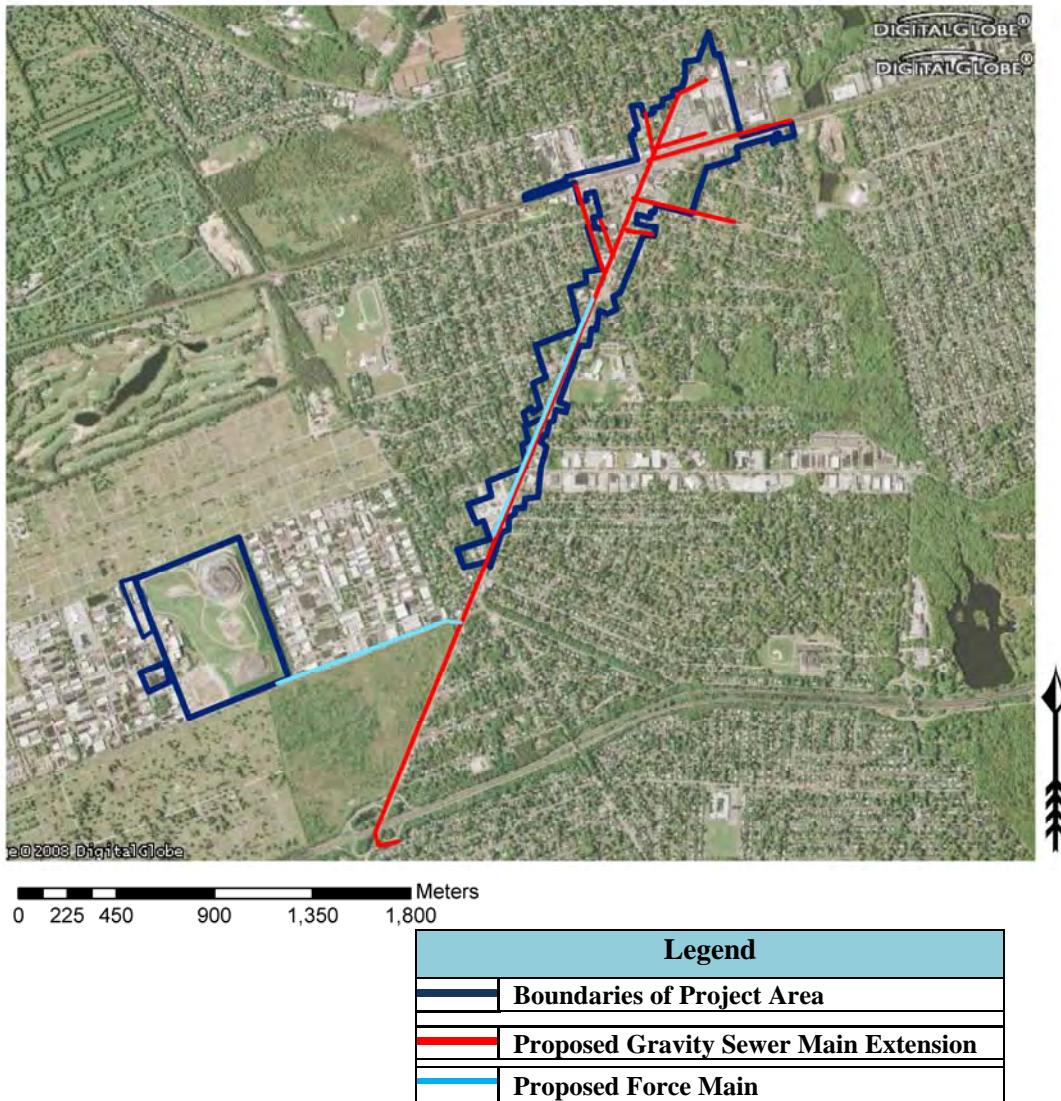 DIGITALGLOBE®
DIGITALGLOBE®
e©2008 DigitalGlobe
Meters
0 225 450 900 1,350 1,800
Legend
Boundaries of Project Area
Proposed Gravity Sewer Main Extension
Proposed Force Main